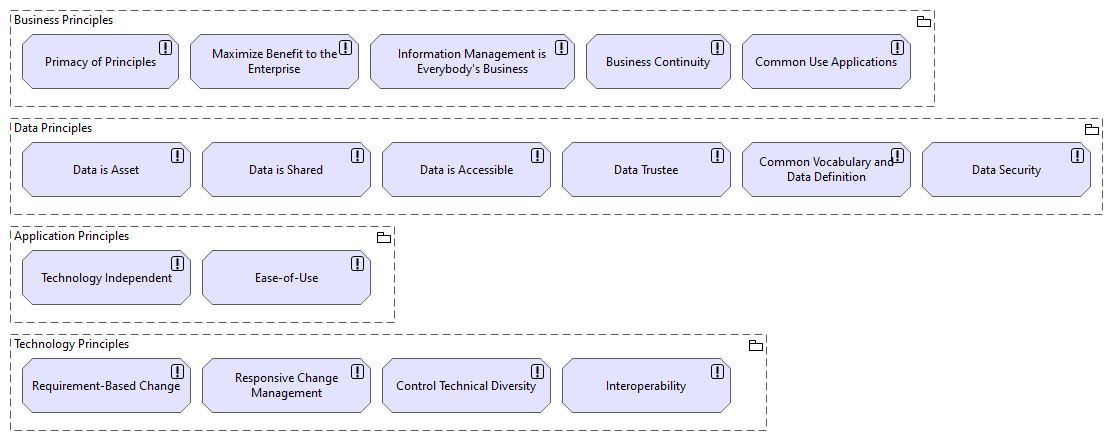 Business Principles
Primacy of Principles
Maximize Benefit to the
Enterprise
Information Management is
Everybody's Business
Business Continuity
Common Use Applications
Data Principles
Data is Asset
Data is Shared
Data is Accessible
Data Trustee
Common Vocabulary and
Data Definition
Data Security
Application Principles
Technology Independent
Ease-of-Use
Technology Principles
Requirement-Based Change
Responsive Change
Management
Control Technical Diversity
Interoperability